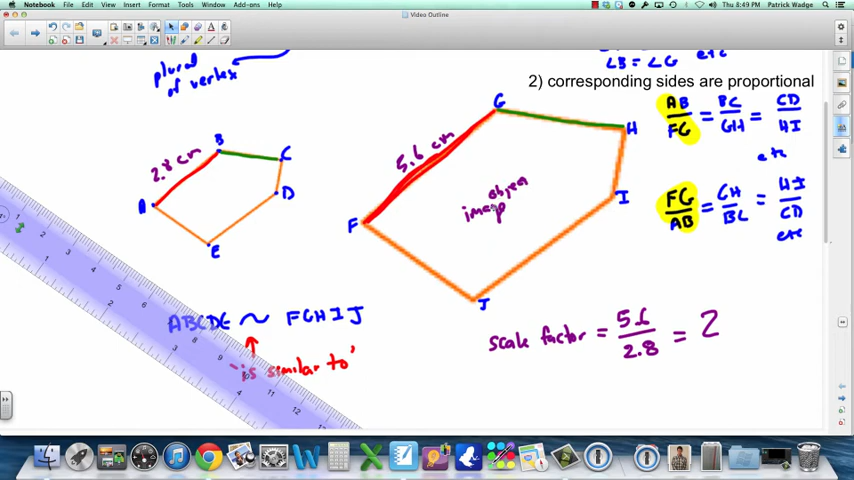 Notebook File Edit View Insert Format Tools Window Add-ons Help
Thu 8:49 PM Patrick Wadge
Video Outline
plural
of vertex
etc
∠B = ∠G
2) corresponding sides are proportional
AB/FG = BC/GH = CD/HI
etc
FG/AB = GH/BC = HI/CD
etc
2.8 cm
A
B
C
D
E
5.6 cm
F
G
H
I
J
object
image
ABCDE ~ FGHIJ
"is similar to"
scale factor = 5.6/2.8 = 2